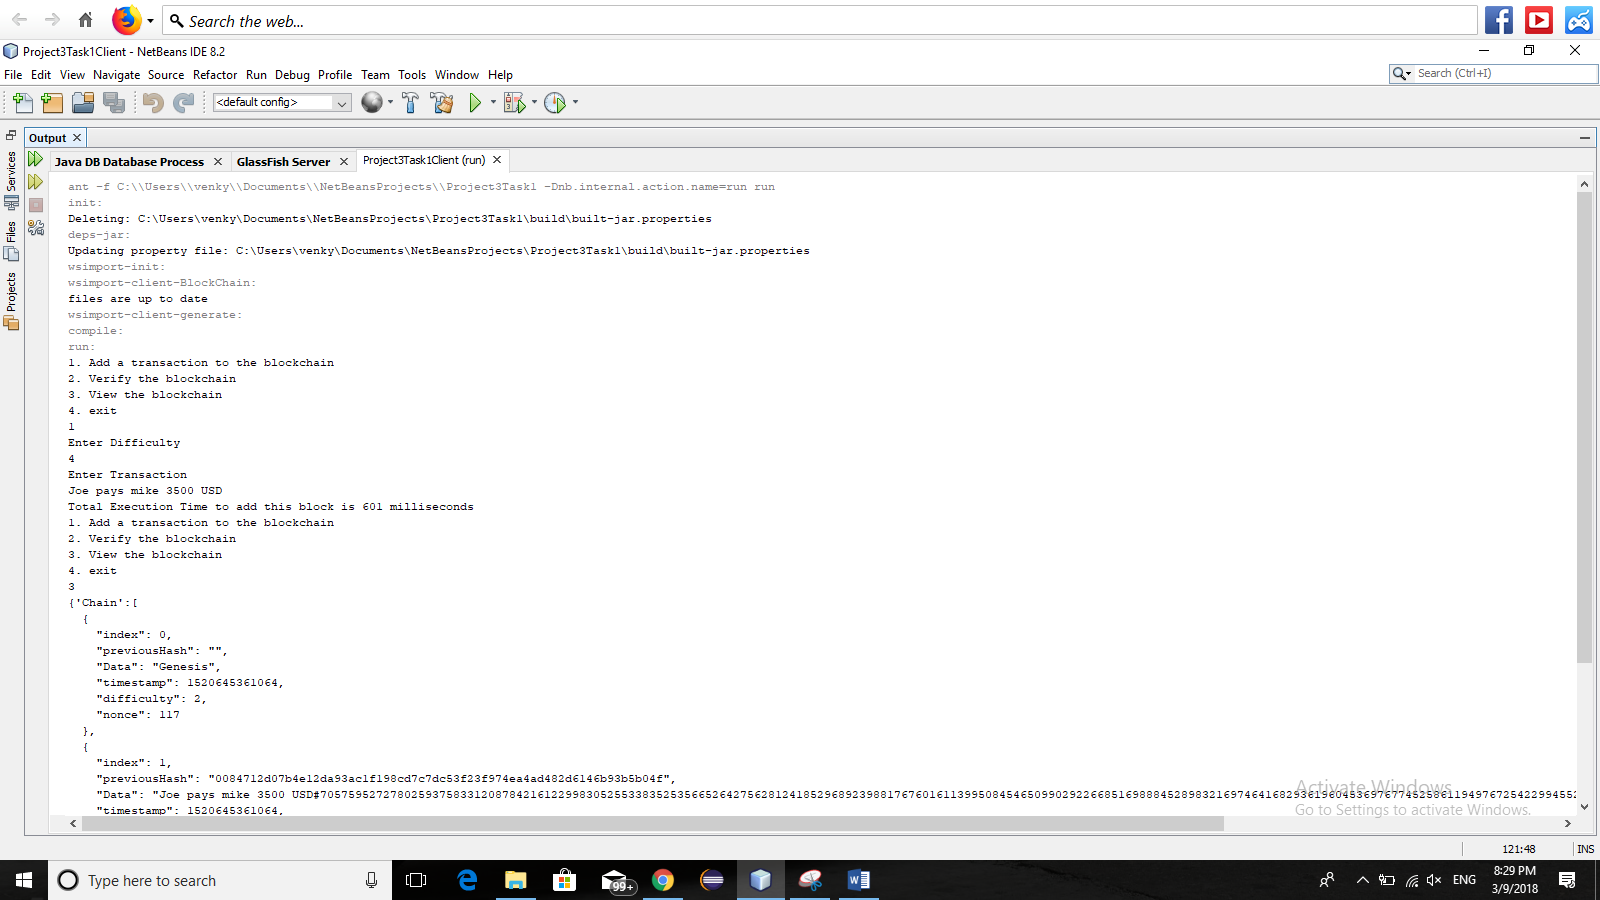 Search the web...
Project3Task1Client - NetBeans IDE 8.2
File Edit View Navigate Source Refactor Run Debug Profile Team Tools Window Help
Search (Ctrl+I)
<default config>
Output
Services
Files
Projects
Java DB Database Process
GlassFish Server
Project3Task1Client (run)
ant -f C:\\Users\\venky\\Documents\\NetBeansProjects\\Project3Task1 -Dnb.internal.action.name=run run
init:
Deleting: C:\Users\venky\Documents\NetBeansProjects\Project3Task1\build\built-jar.properties
deps-jar:
Updating property file: C:\Users\venky\Documents\NetBeansProjects\Project3Task1\build\built-jar.properties
wsimport-init:
wsimport-client-BlockChain:
files are up to date
wsimport-client-generate:
compile:
run:
1. Add a transaction to the blockchain
2. Verify the blockchain
3. View the blockchain
4. exit
1
Enter Difficulty
4
Enter Transaction
Joe pays mike 3500 USD
Total Execution Time to add this block is 601 milliseconds
1. Add a transaction to the blockchain
2. Verify the blockchain
3. View the blockchain
4. exit
3
{'Chain':[
{
"index": 0,
"previousHash": "",
"Data": "Genesis",
"timestamp": 1520645361064,
"difficulty": 2,
"nonce": 117
},
{
"index": 1,
"previousHash": "0084712d07b4e12da93ac1f198cd7c7dc53f23f974ea4ad482d6146b93b5b04f",
"Data": "Joe pays mike 3500 USD#
"timestamp": 1520645361064,
Activate Windows
Go to Settings to activate Windows.
121:48
INS
Type here to search
99+
ENG
8:29 PM
3/9/2018